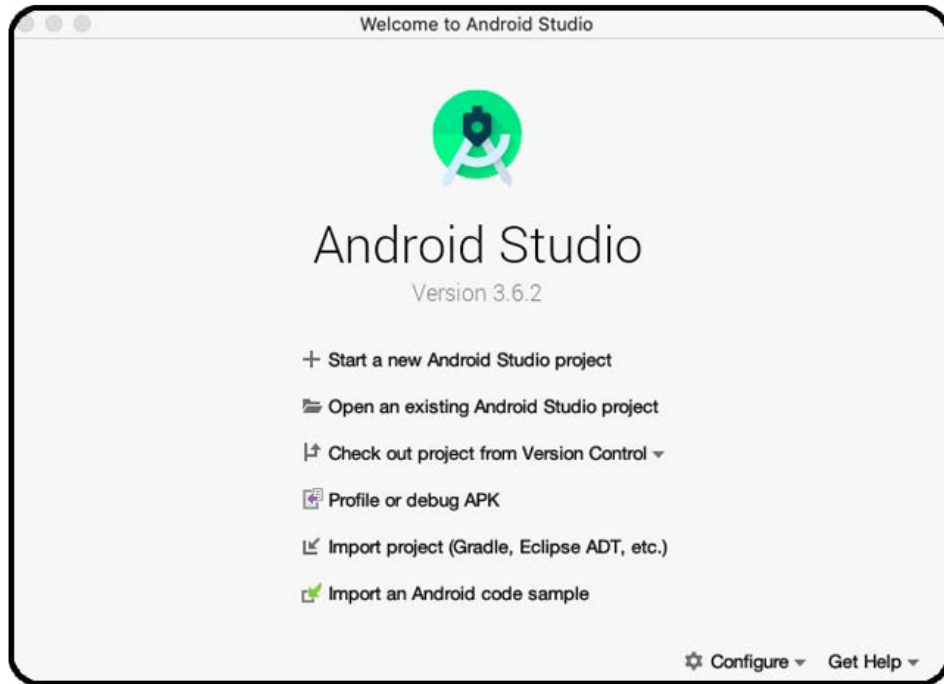 Welcome to Android Studio
Android Studio
Version 3.6.2
Start a new Android Studio project
Open an existing Android Studio project
Check out project from Version Control
Profile or debug APK
Import project (Gradle, Eclipse ADT, etc.)
Import an Android code sample
Configure Get Help